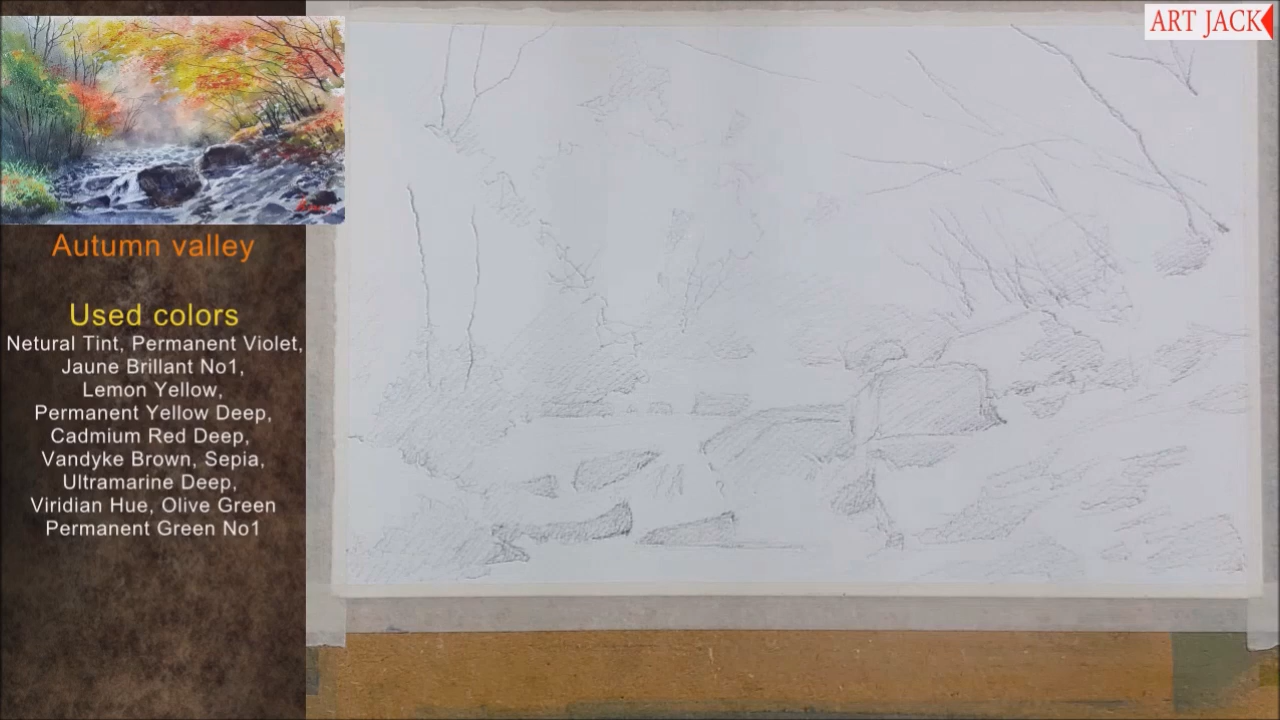 ART JACK
Autumn valley
Used colors
Netural Tint, Permanent Violet,
Jaune Brillant No1,
Lemon Yellow,
Permanent Yellow Deep,
Cadmium Red Deep,
Vandyke Brown, Sepia,
Ultramarine Deep,
Viridian Hue, Olive Green
Permanent Green No1